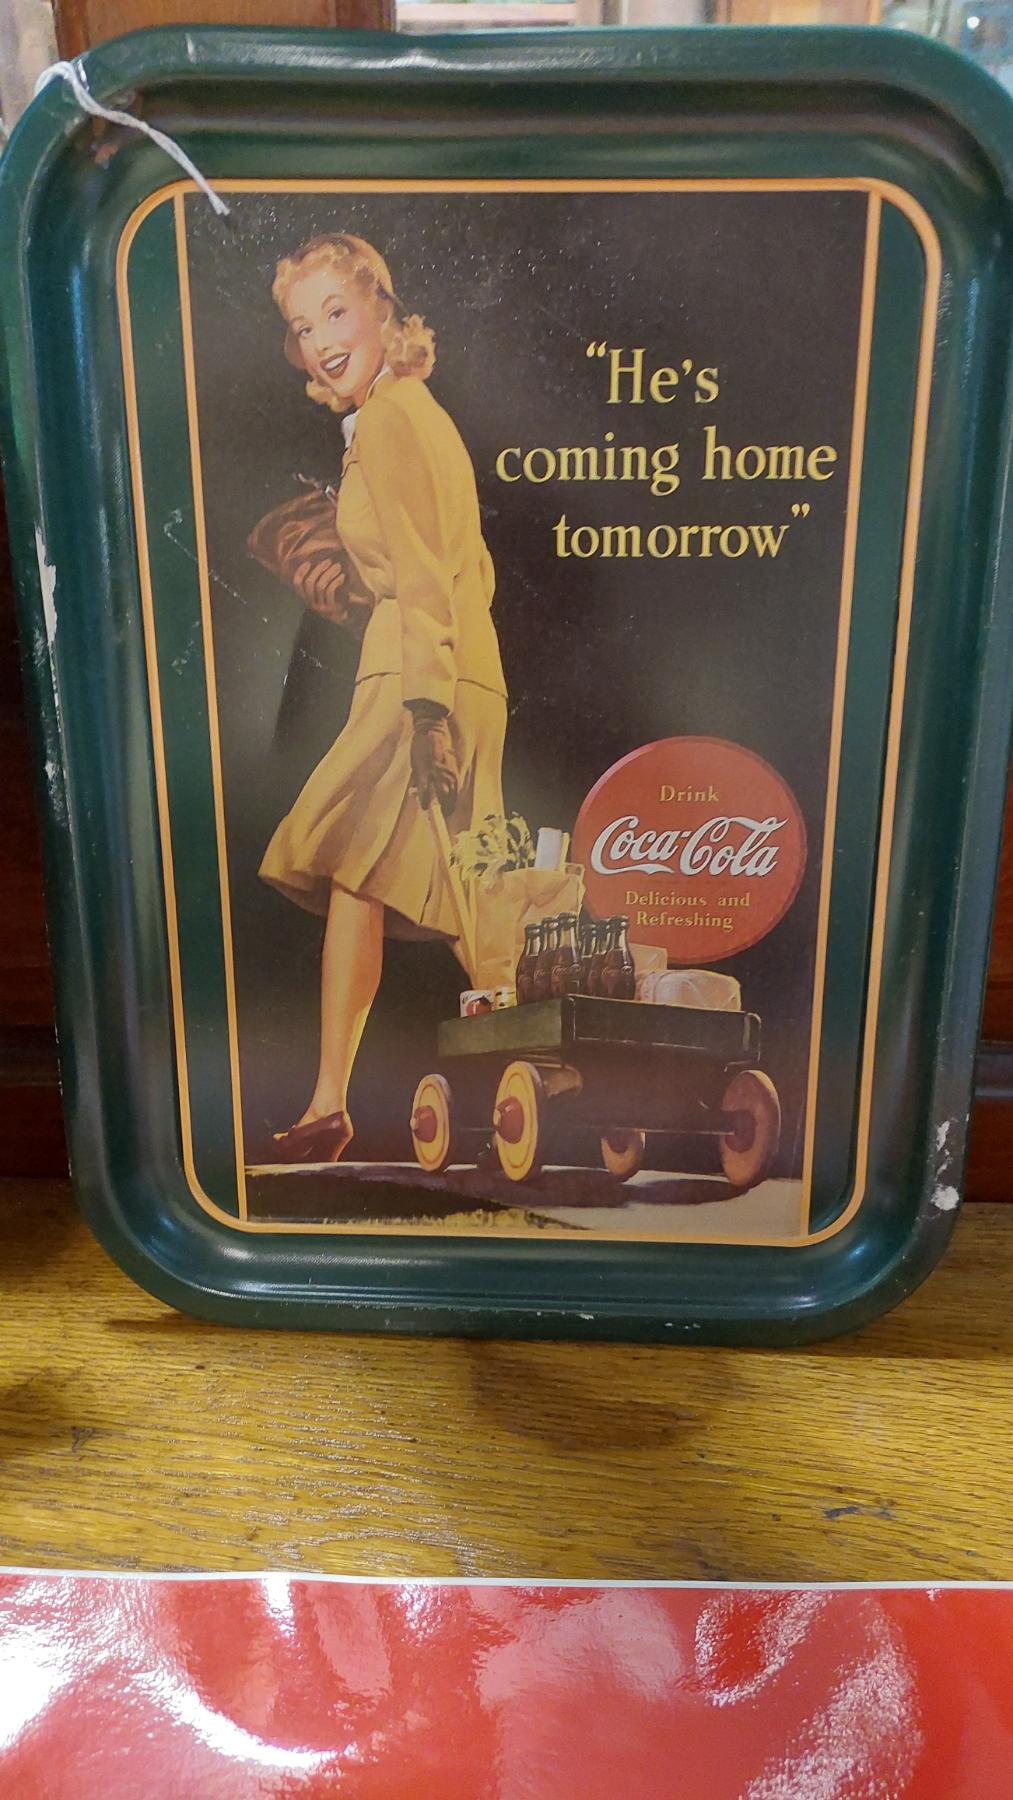 “He’s
coming home
tomorrow”
Drink
Coca-Cola
Delicious and
Refreshing